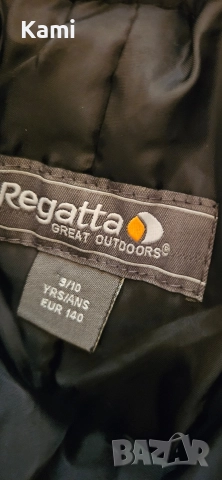 Kami
Regatta
GREAT OUTDOORS®
9/10
YRS/ANS
EUR 140
BAZAR